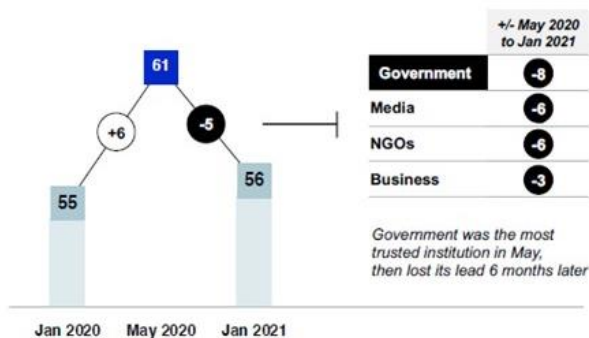 +/- May 2020
to Jan 2021
61
Government -8
+6
-5
Media -6
NGOs -6
55
56
Business -3
Government was the most
trusted institution in May,
then lost its lead 6 months later
Jan 2020 May 2020 Jan 2021